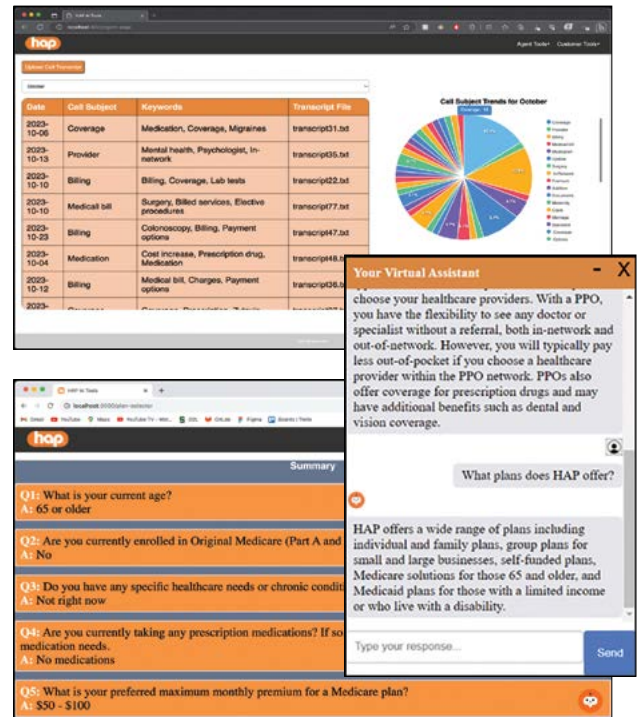 HAP AI Tools
hap
Agent Tools
Customer Tools
Upload Call Transcript
October
Date Call Subject Keywords Transcript File
2023-10-06 Coverage Medication, Coverage, Migraines transcript31.txt
2023-10-13 Provider Mental health, Psychologist, In-network transcript35.txt
2023-10-10 Billing Billing, Coverage, Lab tests transcript22.txt
2023-10-10 Medicall bill Surgery, Billed services, Elective procedures transcript77.txt
2023-10-23 Billing Colonoscopy, Billing, Payment options transcript47.txt
2023-10-04 Medication Cost increase, Prescription drug, Medication transcript48.t
2023-10-12 Billing Medical bill, Charges, Payment options transcript36.t
2023-
Call Subject Trends for October
Your Virtual Assistant - X
choose your healthcare providers. With a PPO,
you have the flexibility to see any doctor or
specialist without a referral, both in-network and
out-of-network. However, you will typically pay
less out-of-pocket if you choose a healthcare
provider within the PPO network. PPOs also
offer coverage for prescription drugs and may
have additional benefits such as dental and
vision coverage.
What plans does HAP offer?
HAP offers a wide range of plans including
individual and family plans, group plans for
small and large businesses, self-funded plans,
Medicare solutions for those 65 and older, and
Medicaid plans for those with a limited income
or who live with a disability.
Type your response...
Send
HAP AI Tools
localhost:3000/plan-selector
hap
Summary
Q1: What is your current age?
A: 65 or older
Q2: Are you currently enrolled in Original Medicare (Part A and
A: No
Q3: Do you have any specific healthcare needs or chronic conditi
A: Not right now
Q4: Are you currently taking any prescription medications? If so
medication needs.
A: No medications
Q5: What is your preferred maximum monthly premium for a Medicare plan?
A: $50 - $100